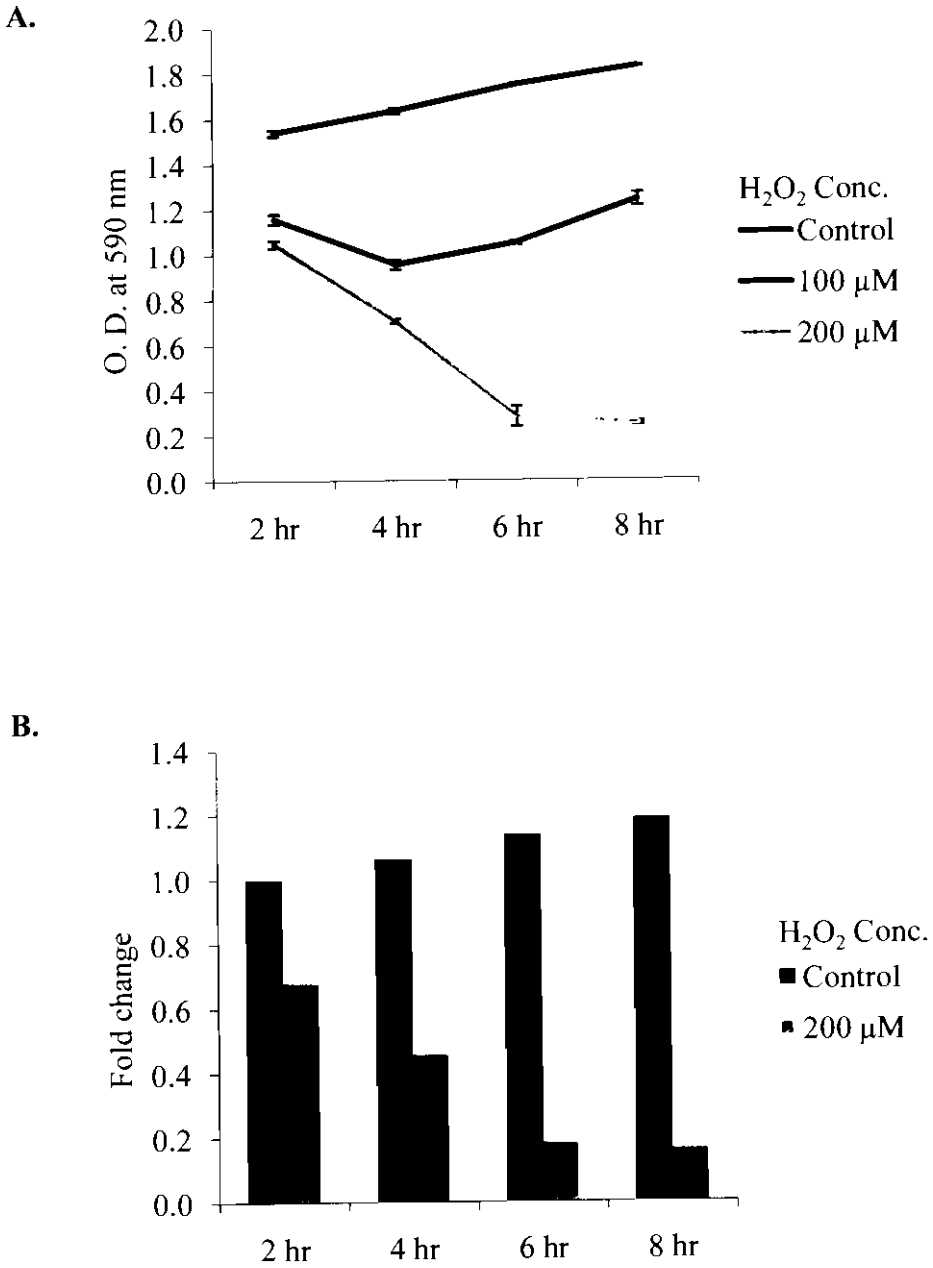 A.
2.0
1.8
1.6
1.4
1.2
1.0
0.8
0.6
0.4
0.2
0.0
O. D. at 590 nm
2 hr 4 hr 6 hr 8 hr
H₂O₂ Conc.
Control
100 µM
200 µM
B.
1.4
1.2
1.0
0.8
0.6
0.4
0.2
0.0
Fold change
2 hr 4 hr 6 hr 8 hr
H₂O₂ Conc.
Control
200 µM